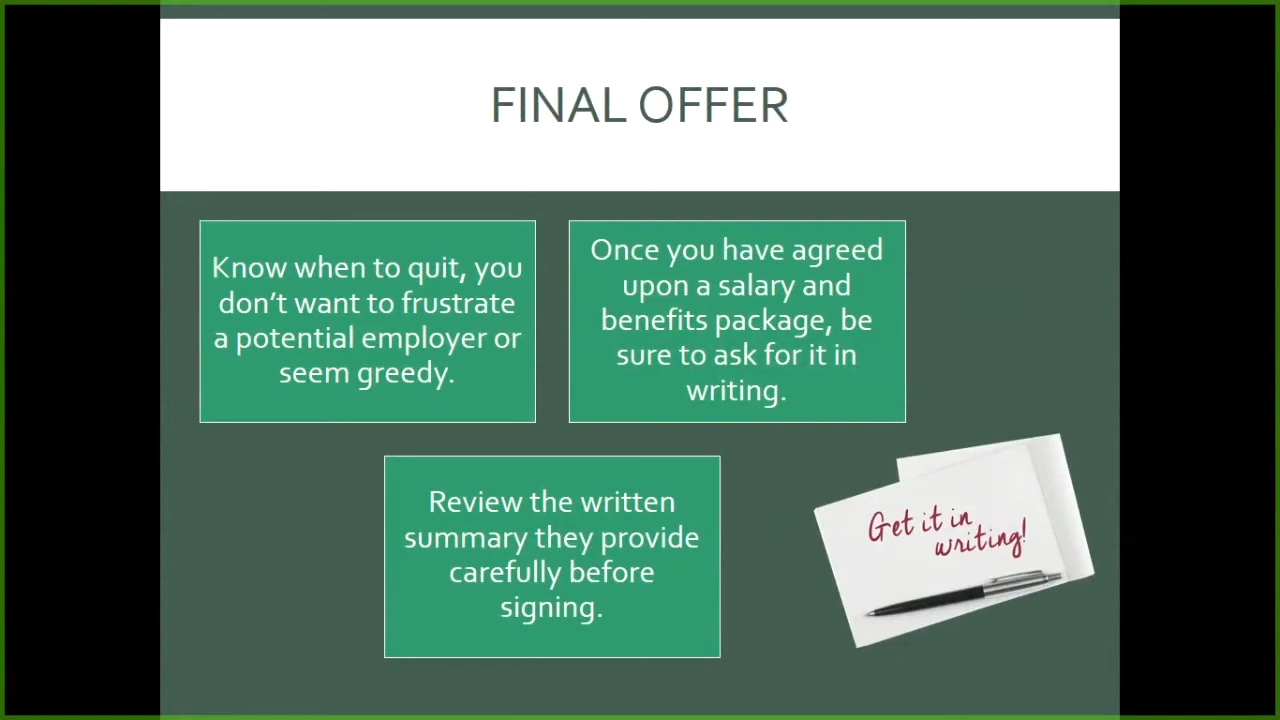 FINAL OFFER
Know when to quit, you
don't want to frustrate
a potential employer or
seem greedy.
Once you have agreed
upon a salary and
benefits package, be
sure to ask for it in
writing.
Review the written
summary they provide
carefully before
signing.
Get it in
writing!